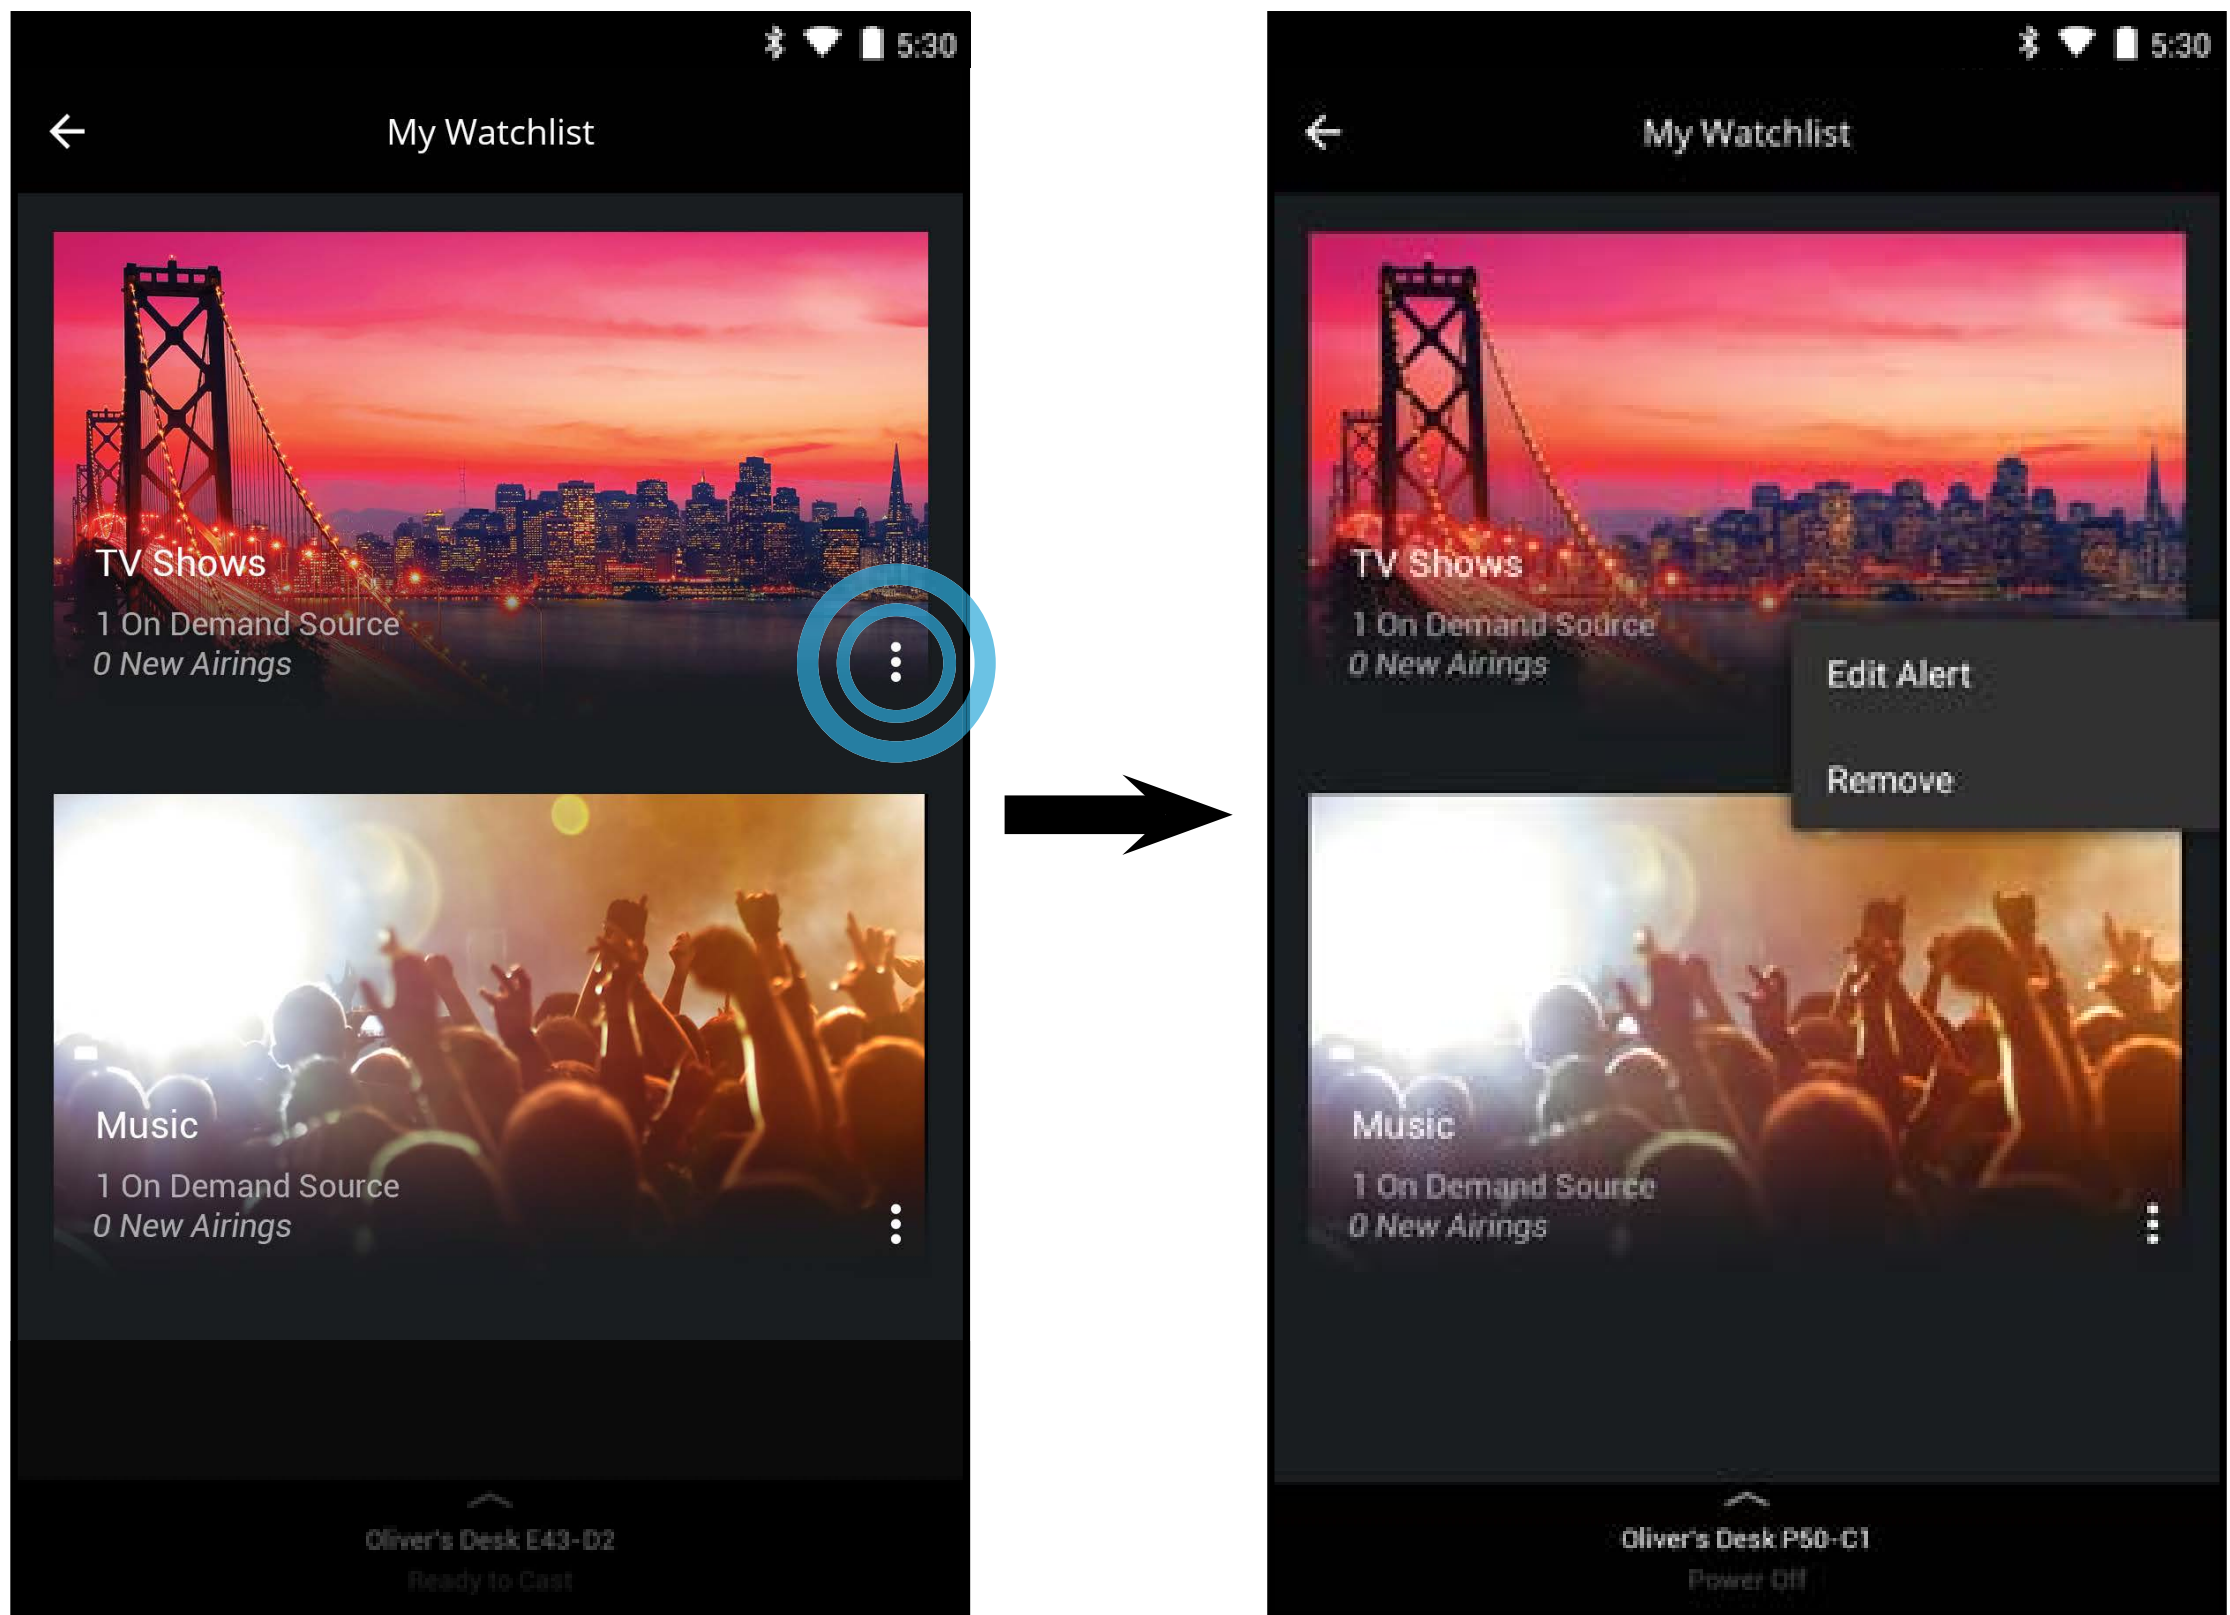 5:30
My Watchlist
TV Shows
1 On Demand Source
0 New Airings
Music
1 On Demand Source
0 New Airings
Oliver's Desk E43-D2
Ready to Cast
5:30
My Watchlist
TV Shows
1 On Demand Source
0 New Airings
Edit Alert
Remove
Music
1 On Demand Source
0 New Airings
Oliver's Desk P50-C1
Power Off